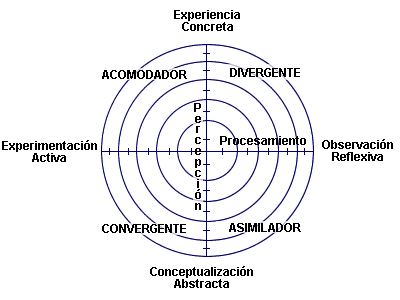 Experiencia
Concreta
ACOMODADOR
DIVERGENTE
Percepción
Procesamiento
Experimentación
Activa
Observación
Reflexiva
CONVERGENTE
ASIMILADOR
Conceptualización
Abstracta